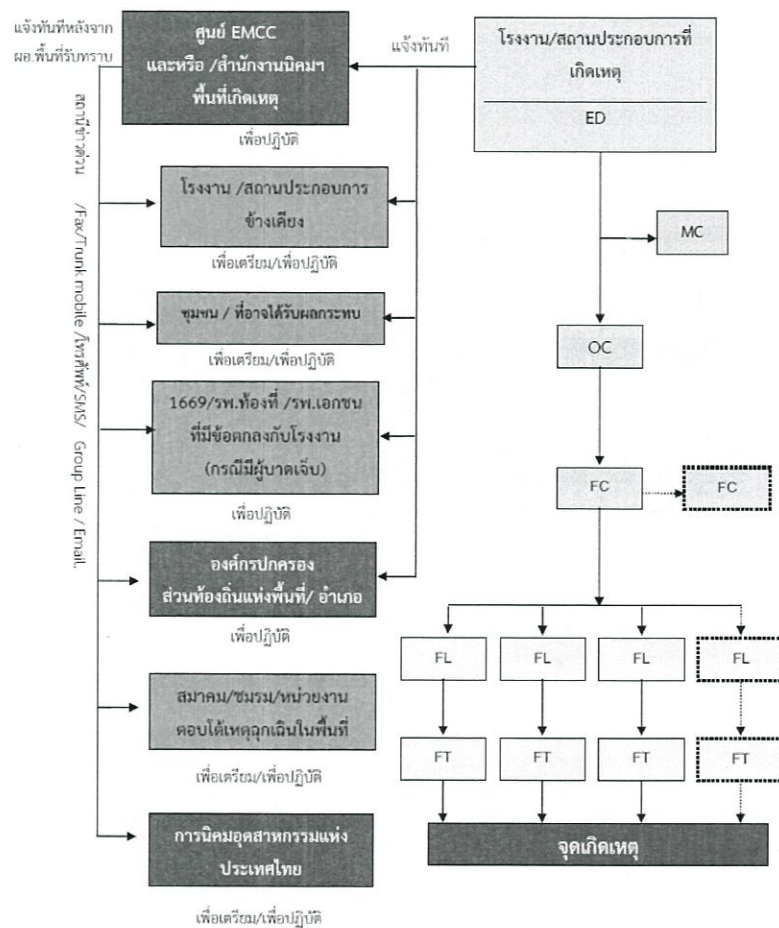 แจ้งทันทีหลังจาก
ผอ.พื้นที่รับทราบ
ศูนย์ EMCC
และหรือ /สำนักงานนิคมฯ
พื้นที่เกิดเหตุ
เพื่อปฏิบัติ
แจ้งทันที
โรงงาน/สถานประกอบการที่
เกิดเหตุ
ED
สถานีข่าวด่วน /Fax/Trunk mobile /โทรศัพท์/SMS/ Group Line / Email.
โรงงาน /สถานประกอบการ
ข้างเคียง
เพื่อเตรียม/เพื่อปฏิบัติ
MC
ชุมชน / ที่อาจได้รับผลกระทบ
เพื่อเตรียม/เพื่อปฏิบัติ
OC
1669/รพ.ท้องที่ /รพ.เอกชน
ที่มีข้อตกลงกับโรงงาน
(กรณีมีผู้บาดเจ็บ)
เพื่อปฏิบัติ
FC
FC
องค์กรปกครอง
ส่วนท้องถิ่นแห่งพื้นที่/ อำเภอ
เพื่อปฏิบัติ
FL
FL
FL
FL
สมาคม/ชมรม/หน่วยงาน
ตอบโต้เหตุฉุกเฉินในพื้นที่
เพื่อเตรียม/เพื่อปฏิบัติ
FT
FT
FT
FT
การนิคมอุตสาหกรรมแห่ง
ประเทศไทย
เพื่อเตรียม/เพื่อปฏิบัติ
จุดเกิดเหตุ